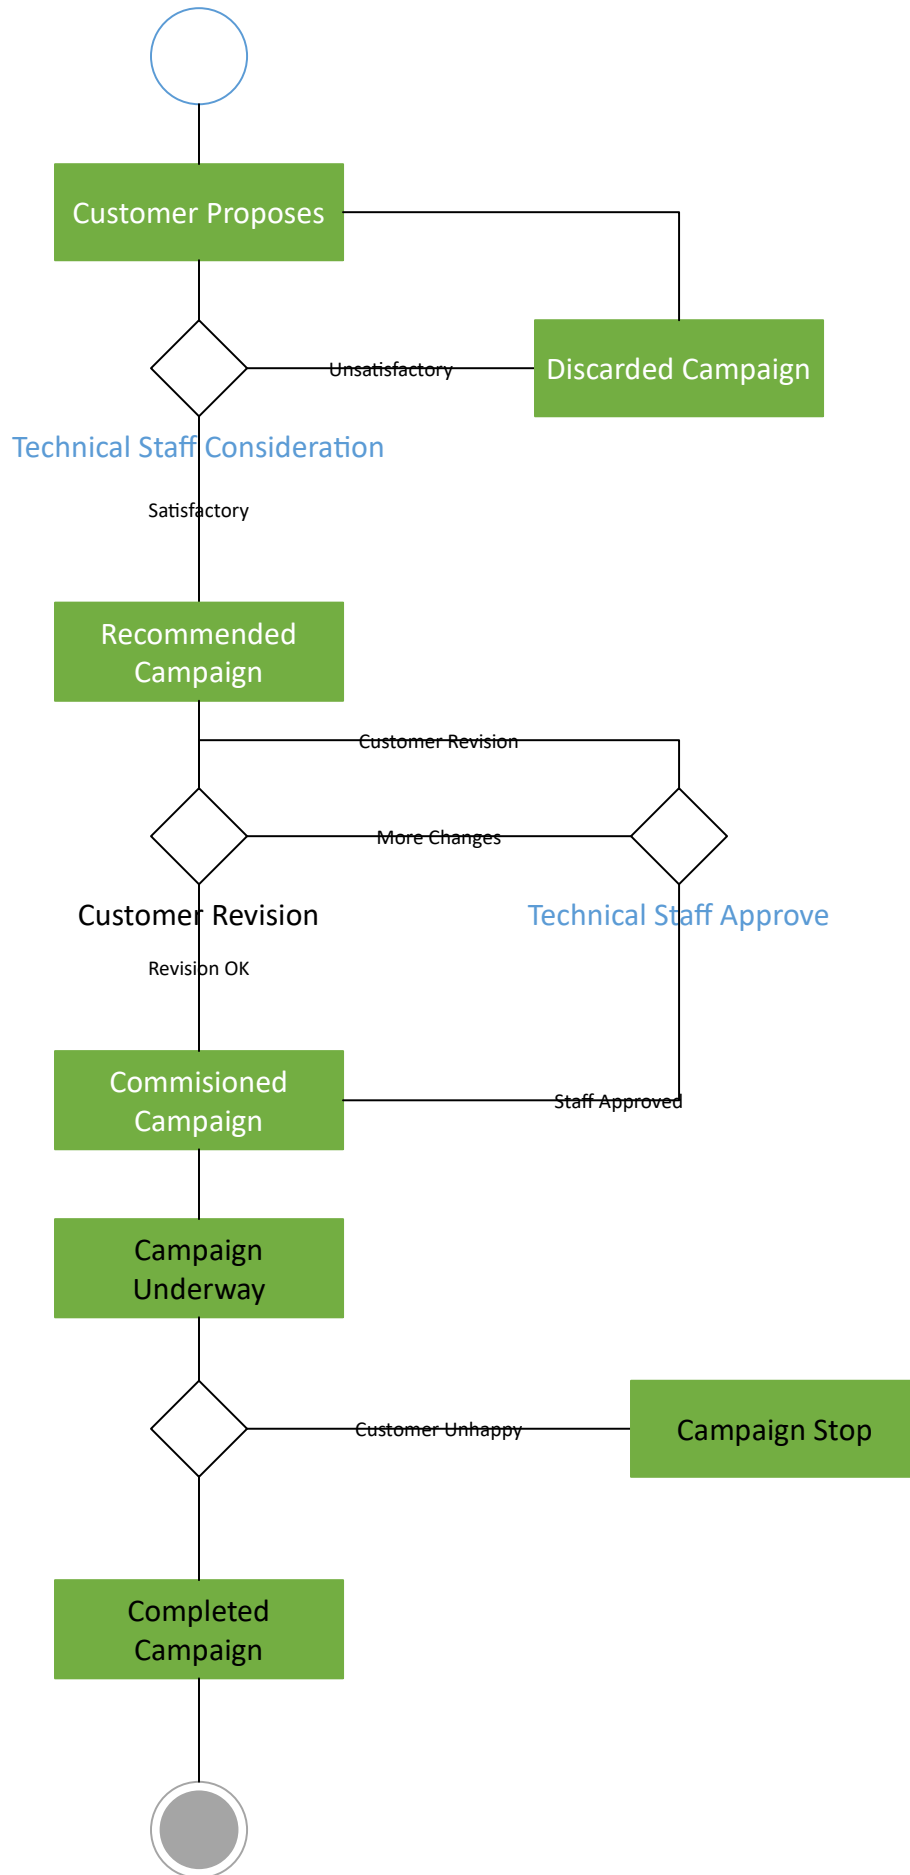 Customer Proposes
Unsatisfactory
Discarded Campaign
Technical Staff Consideration
Satisfactory
Recommended
Campaign
Customer Revision
More Changes
Customer Revision
Technical Staff Approve
Revision OK
Commisioned
Campaign
Staff Approved
Campaign
Underway
Customer Unhappy
Campaign Stop
Completed
Campaign